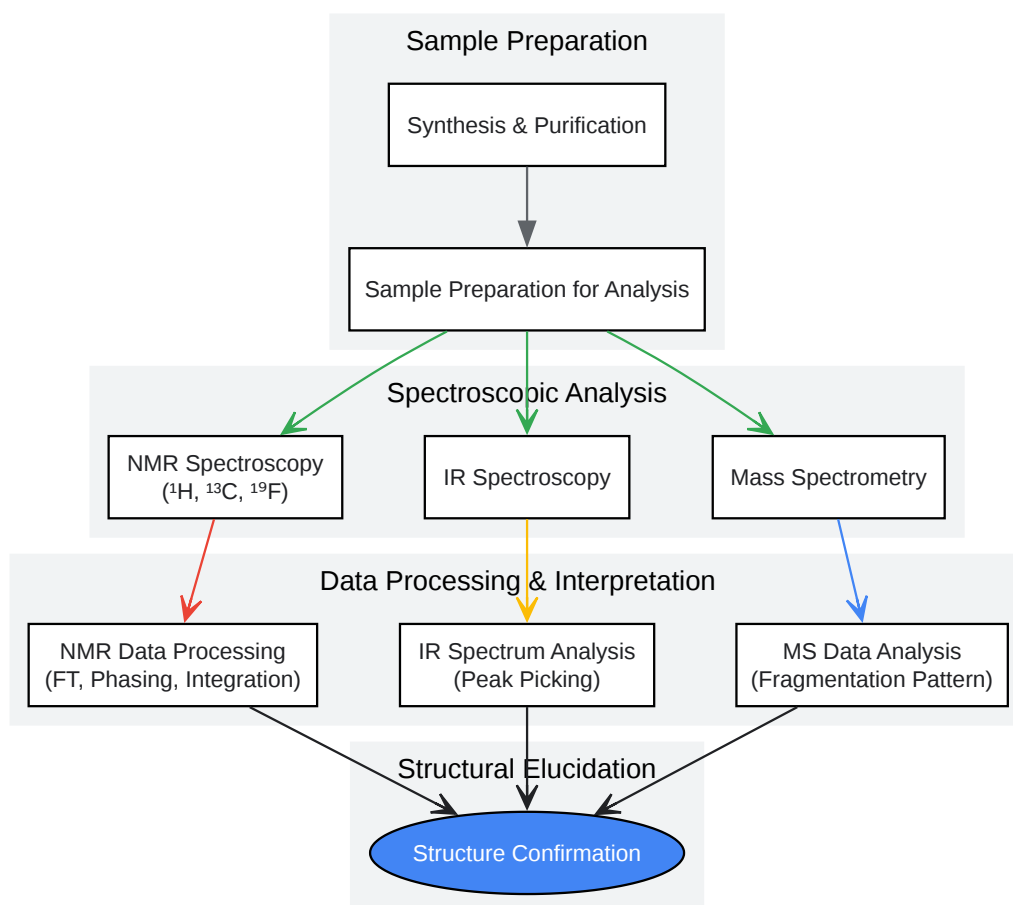 Sample Preparation
Synthesis & Purification
Sample Preparation for Analysis
Spectroscopic Analysis
NMR Spectroscopy
(¹H, ¹³C, ¹⁹F)
IR Spectroscopy
Mass Spectrometry
Data Processing & Interpretation
NMR Data Processing
(FT, Phasing, Integration)
IR Spectrum Analysis
(Peak Picking)
MS Data Analysis
(Fragmentation Pattern)
Structural Elucidation
Structure Confirmation